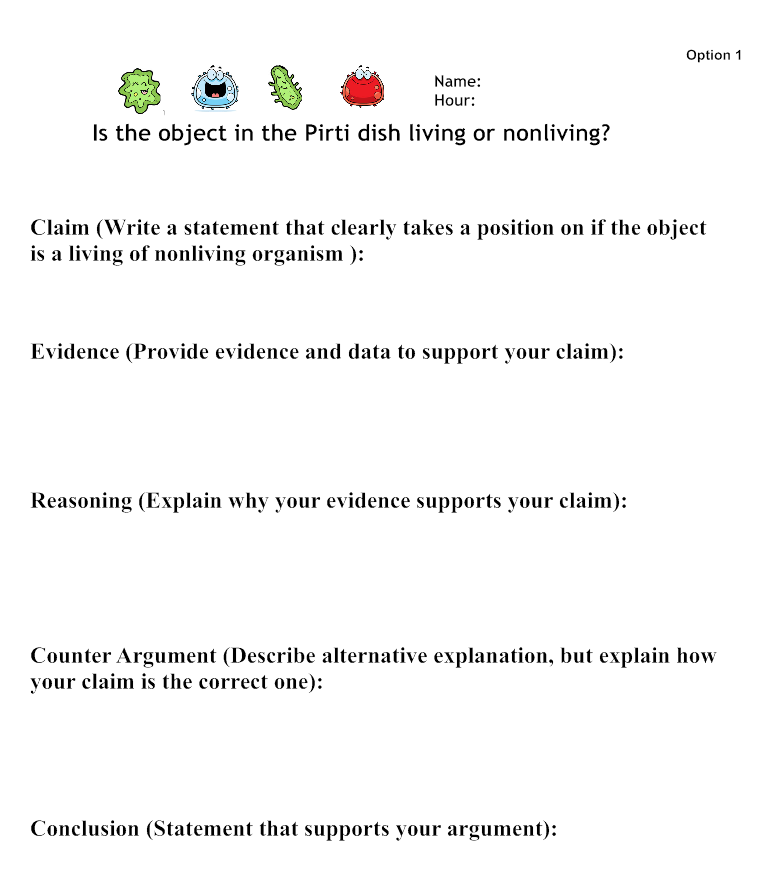 Option 1
Name:
Hour:
Is the object in the Pirti dish living or nonliving?
Claim (Write a statement that clearly takes a position on if the object
is a living of nonliving organism ):
Evidence (Provide evidence and data to support your claim):
Reasoning (Explain why your evidence supports your claim):
Counter Argument (Describe alternative explanation, but explain how
your claim is the correct one):
Conclusion (Statement that supports your argument):